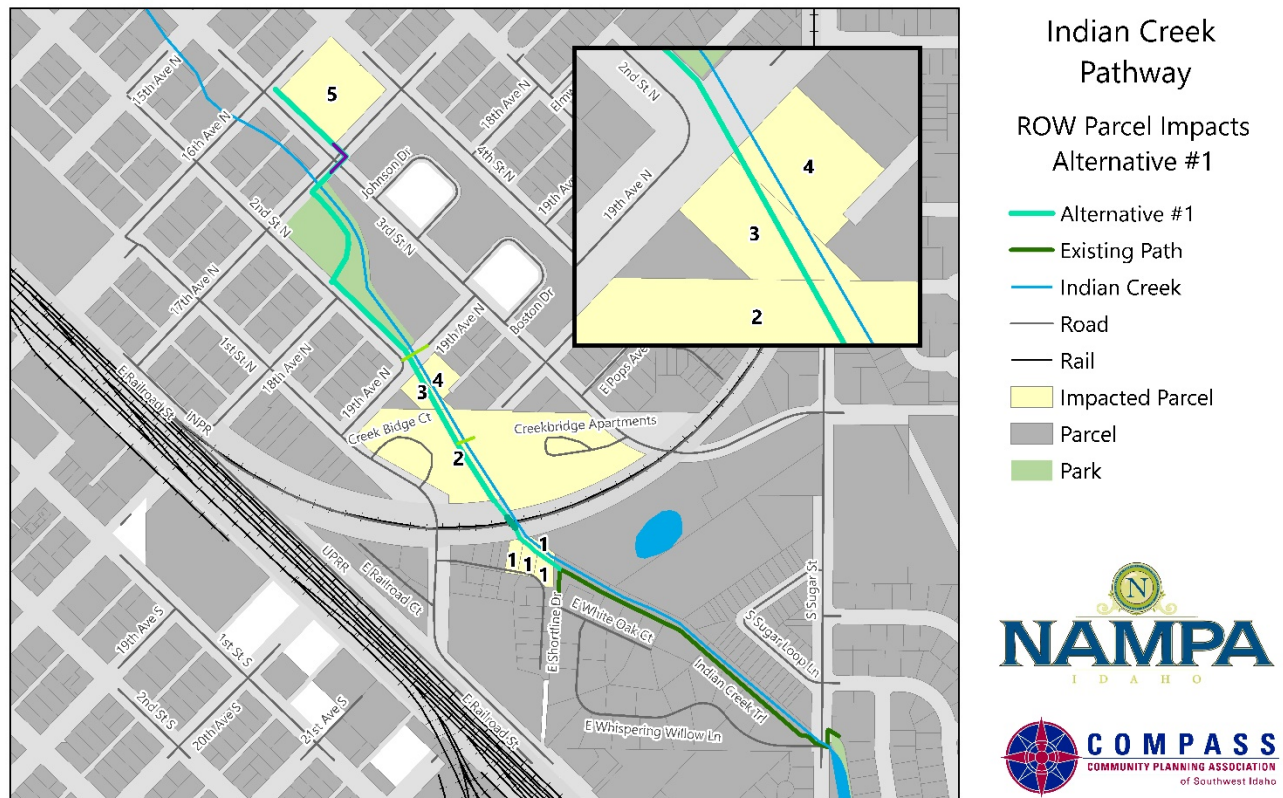 Indian Creek
Pathway
ROW Parcel Impacts
Alternative #1
Alternative #1
Existing Path
Indian Creek
Road
Rail
Impacted Parcel
Parcel
Park
N
NAMPA
IDAHO
COMPASS
COMMUNITY PLANNING ASSOCIATION
of Southwest Idaho
15th Ave N
16th Ave N
5
18th Ave N
Elmw
4th St N
19th Ave N
Johnson Dr
3rd St N
2nd St N
17th Ave N
1st St N
18th Ave N
19th Ave N
19th Ave N
Boston Dr
E Pops Ave
4
3
Creek Bidge Ct
Creekbridge Apartments
2
E Railroad St
INPR
UPRR
E Railroad Ct
1
1
1
1
E Shortline Dr
E White Oak Ct
Indian Creek Trl
E Whispering Willow Ln
S Sugar St
S Sugar Loop Ln
19th Ave S
1st St S
2nd St S
20th Ave S
21st Ave S
E Railroad St
2nd St N
19th Ave N
4
3
2